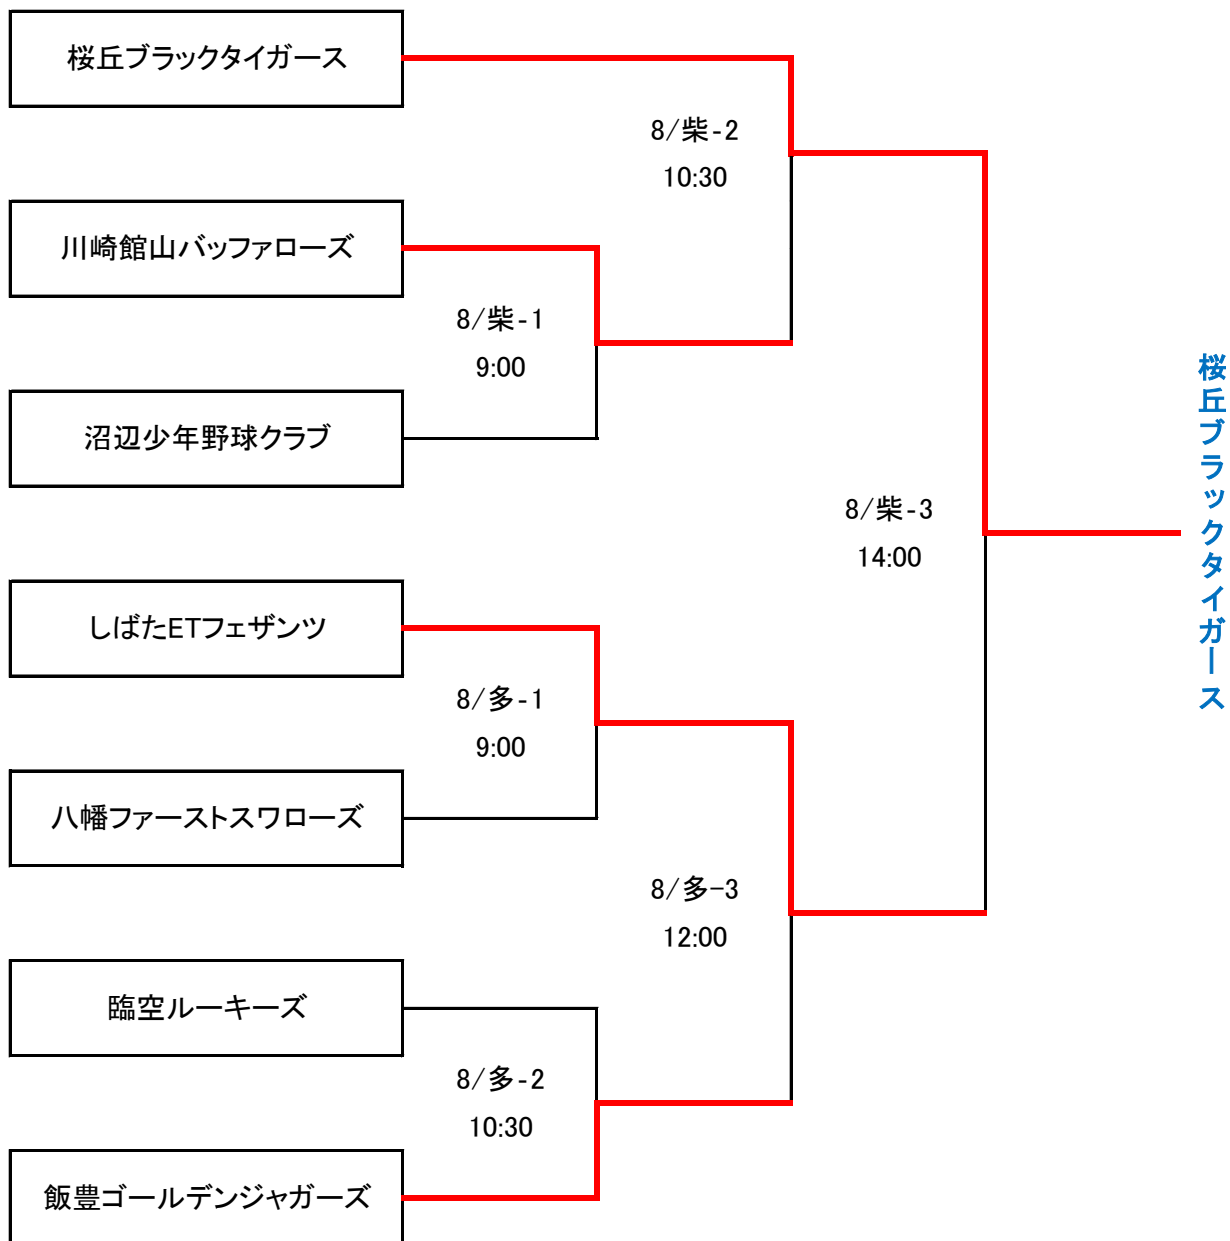 桜丘ブラックタイガース
8/柴-2
10:30
川崎館山バッファローズ
8/柴-1
9:00
沼辺少年野球クラブ
8/柴-3
14:00
桜丘ブラックタイガース
しばたETフェザンツ
8/多-1
9:00
八幡ファーストスワローズ
8/多-3
12:00
臨空ルーキーズ
8/多-2
10:30
飯豊ゴールデンジャガーズ